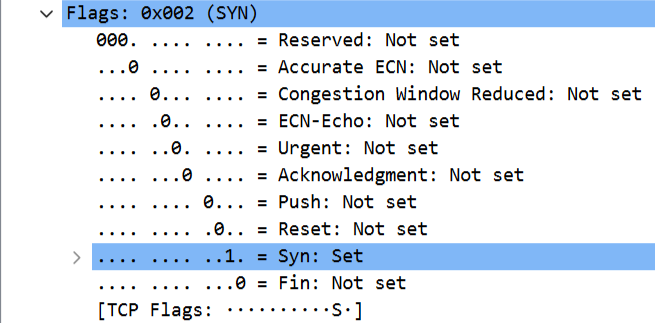 Flags: 0x002 (SYN)
000. .... .... = Reserved: Not set
...0 .... .... = Accurate ECN: Not set
.... 0... .... = Congestion Window Reduced: Not set
.... .0.. .... = ECN-Echo: Not set
.... ..0. .... = Urgent: Not set
.... ...0 .... = Acknowledgment: Not set
.... .... 0... = Push: Not set
.... .... .0.. = Reset: Not set
.... .... ..1. = Syn: Set
.... .... ...0 = Fin: Not set
[TCP Flags: ··········S·]